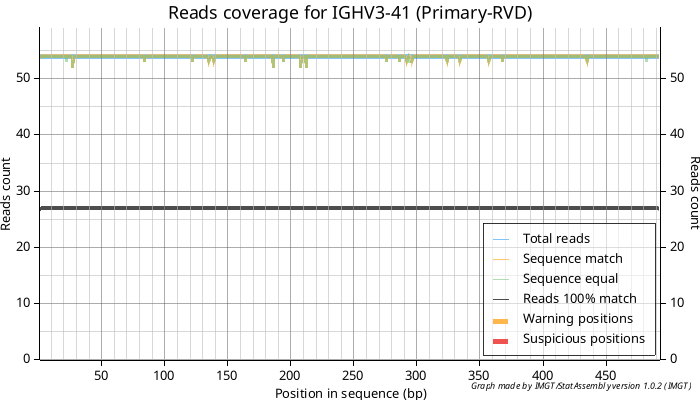 Reads coverage for IGHV3-41 (Primary-RVD)
50 50
40 40
30 30
20 20
10 10
0 0
Reads count
Reads count
Total reads
Sequence match
Sequence equal
Reads 100% match
Warning positions
Suspicious positions
50 100 150 200 250 300 350 400 450
Position in sequence (bp)
Graph made by IMGT/StatAssembly version 1.0.2 (IMGT)